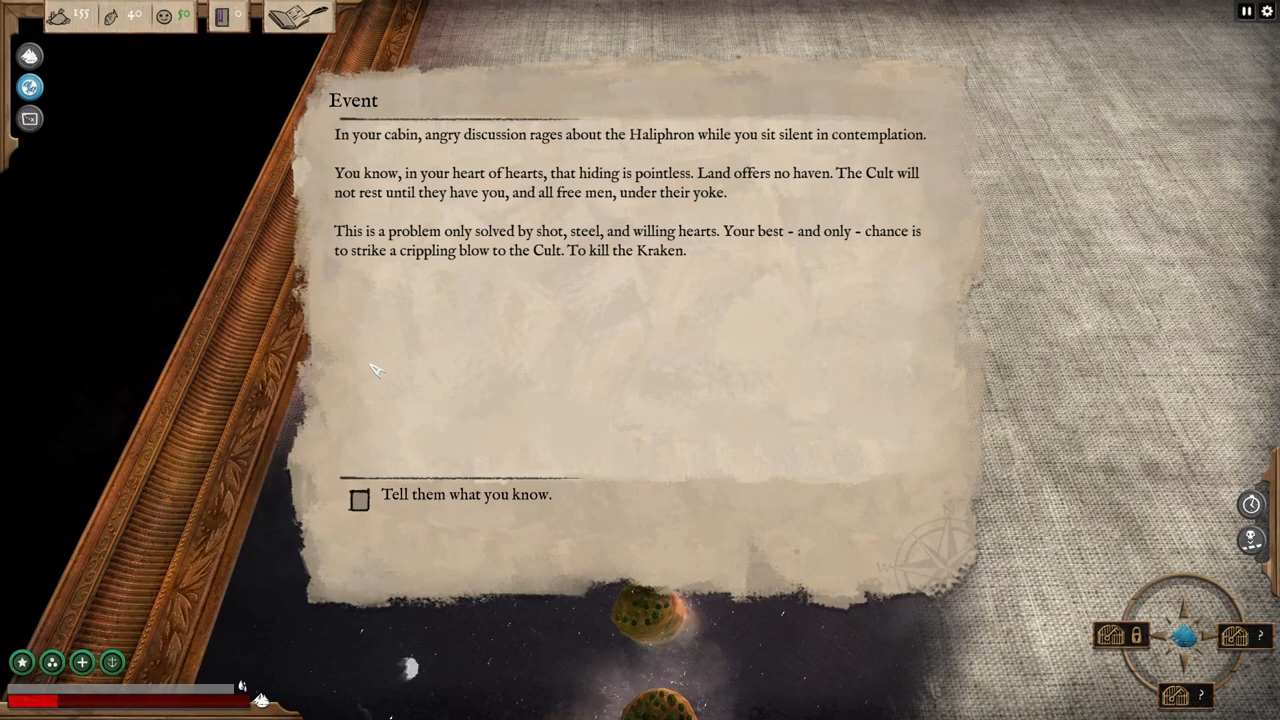 155 40 50 0
Event
In your cabin, angry discussion rages about the Haliphron while you sit silent in contemplation.
You know, in your heart of hearts, that hiding is pointless. Land offers no haven. The Cult will
not rest until they have you, and all free men, under their yoke.
This is a problem only solved by shot, steel, and willing hearts. Your best - and only - chance is
to strike a crippling blow to the Cult. To kill the Kraken.
Tell them what you know.
N
W
?
?